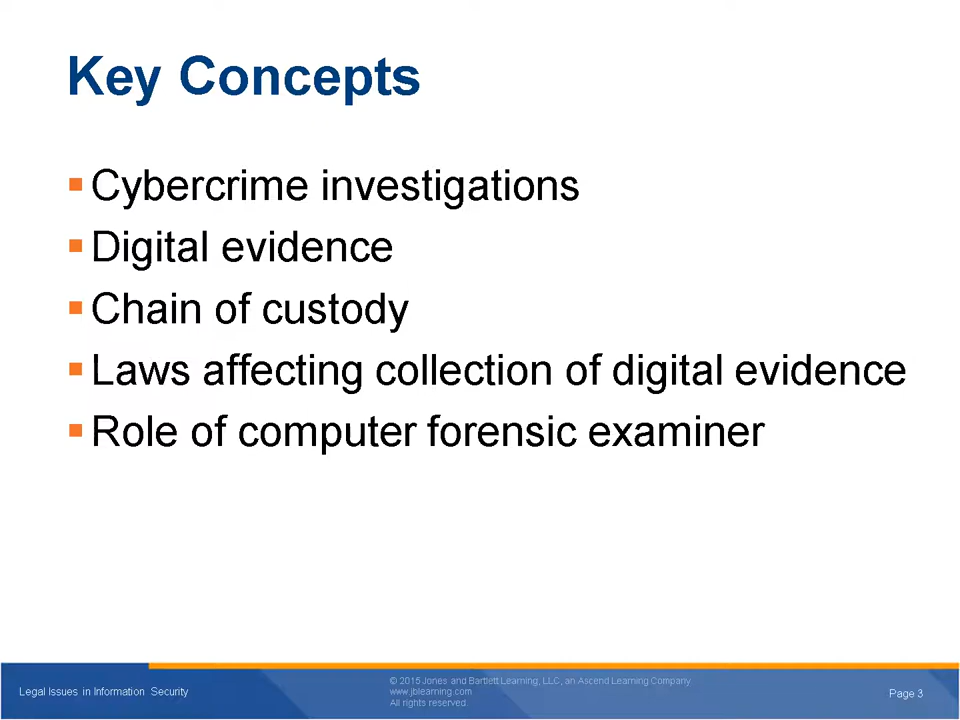 Key Concepts
Cybercrime investigations
Digital evidence
Chain of custody
Laws affecting collection of digital evidence
Role of computer forensic examiner
Legal Issues in Information Security
© 2015 Jones and Bartlett Learning, LLC, an Ascend Learning Company
www.jblearning.com
All rights reserved.
Page 3